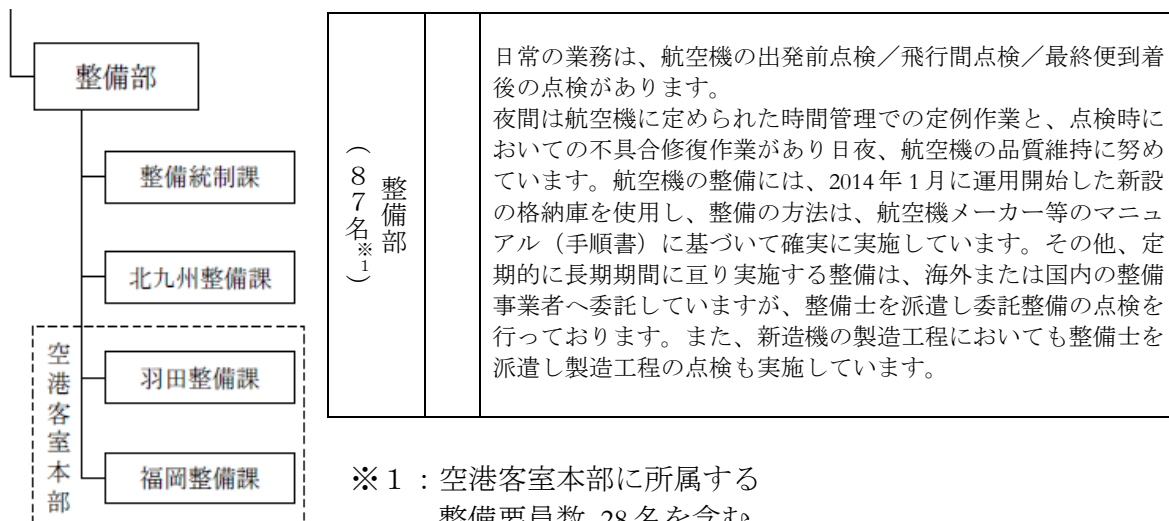 整備部
整備統制課
北九州整備課
羽田整備課
福岡整備課
空港客室本部
整備部
(87名※1)
日常の業務は、航空機の出発前点検／飛行間点検／最終便到着
後の点検があります。
夜間は航空機に定められた時間管理での定例作業と、点検時に
おいての不具合修復作業があり日夜、航空機の品質維持に努め
ています。航空機の整備には、2014年1月に運用開始した新設
の格納庫を使用し、整備の方法は、航空機メーカー等のマニュ
アル（手順書）に基づいて確実に実施しています。その他、定
期的に長期期間に亘り実施する整備は、海外または国内の整備
事業者へ委託していますが、整備士を派遣し委託整備の点検を
行っております。また、新造機の製造工程においても整備士を
派遣し製造工程の点検も実施しています。
※１：空港客室本部に所属する
整備要員数 28名を含む